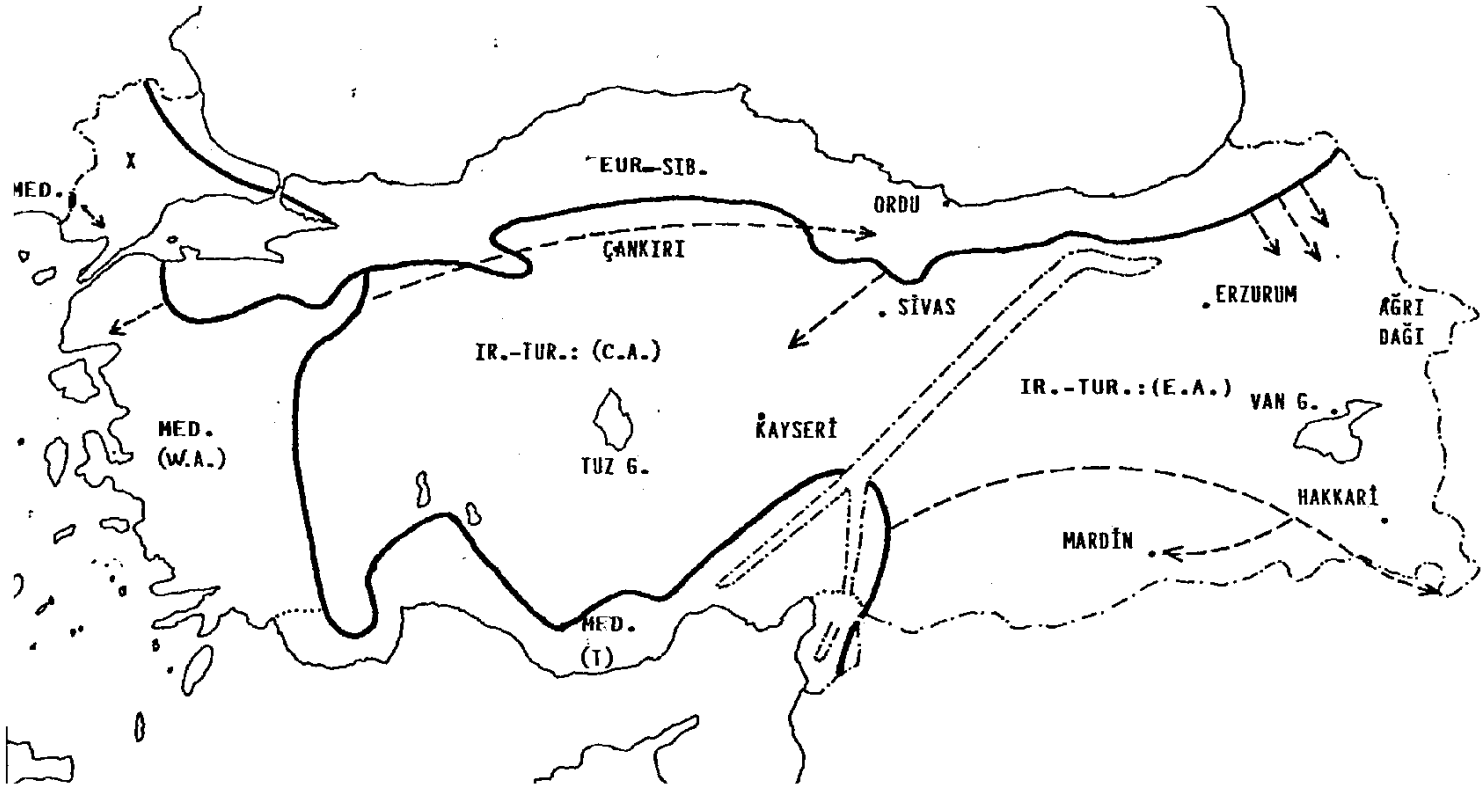 X
EUR-SIB.
MED.
ORDU
ÇANKIRI
SİVAS
ERZURUM
AĞRI
DAĞI
IR.-TUR.: (C.A.)
IR.-TUR.:(E.A.)
VAN G.
MED.
(W.A.)
KAYSERİ
TUZ G.
HAKKARİ
MARDİN
MED.
(T)